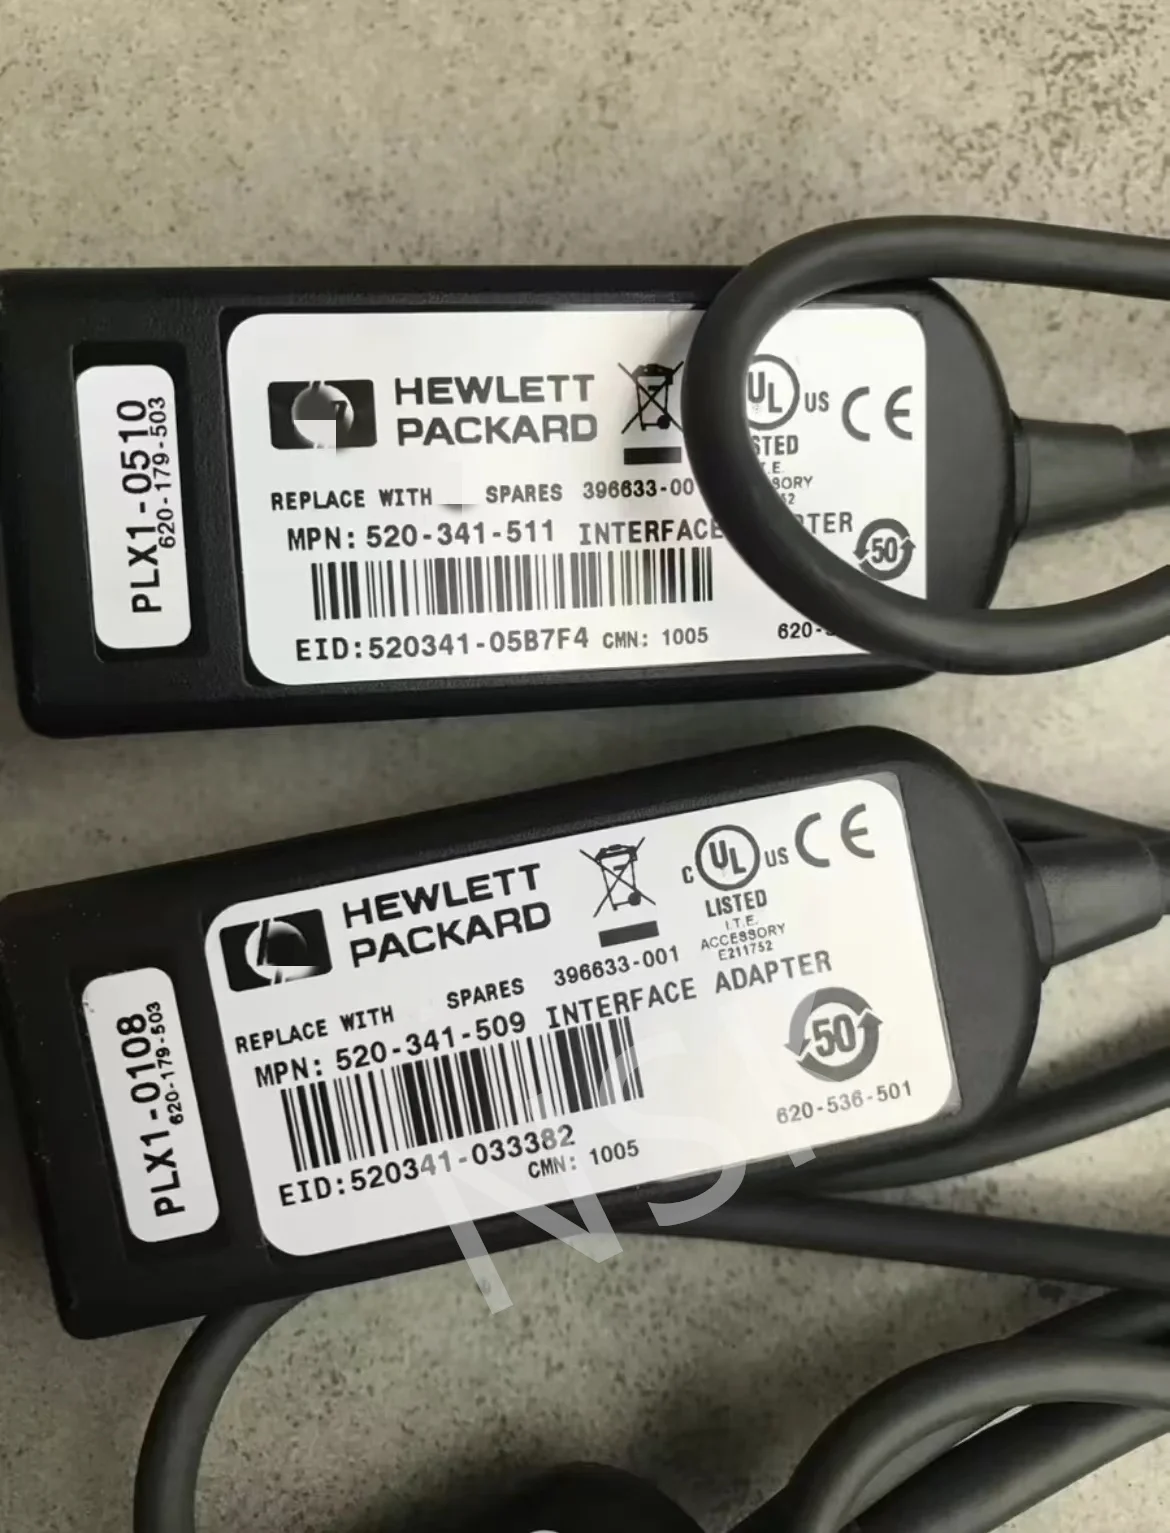 PLX1-0510
620-179-503
HEWLETT
PACKARD
UL US CE
LISTED
REPLACE WITH SPARES 396633-00
MPN: 520-341-511 INTERFACE
50
EID:520341-05B7F4 CMN: 1005
PLX1-0108
620-179-503
HEWLETT
PACKARD
C UL US CE
LISTED
I.T.E.
ACCESSORY
E211752
REPLACE WITH SPARES 396633-001
MPN: 520-341-509 INTERFACE ADAPTER
50
EID:520341-033382
CMN: 1005
620-536-501